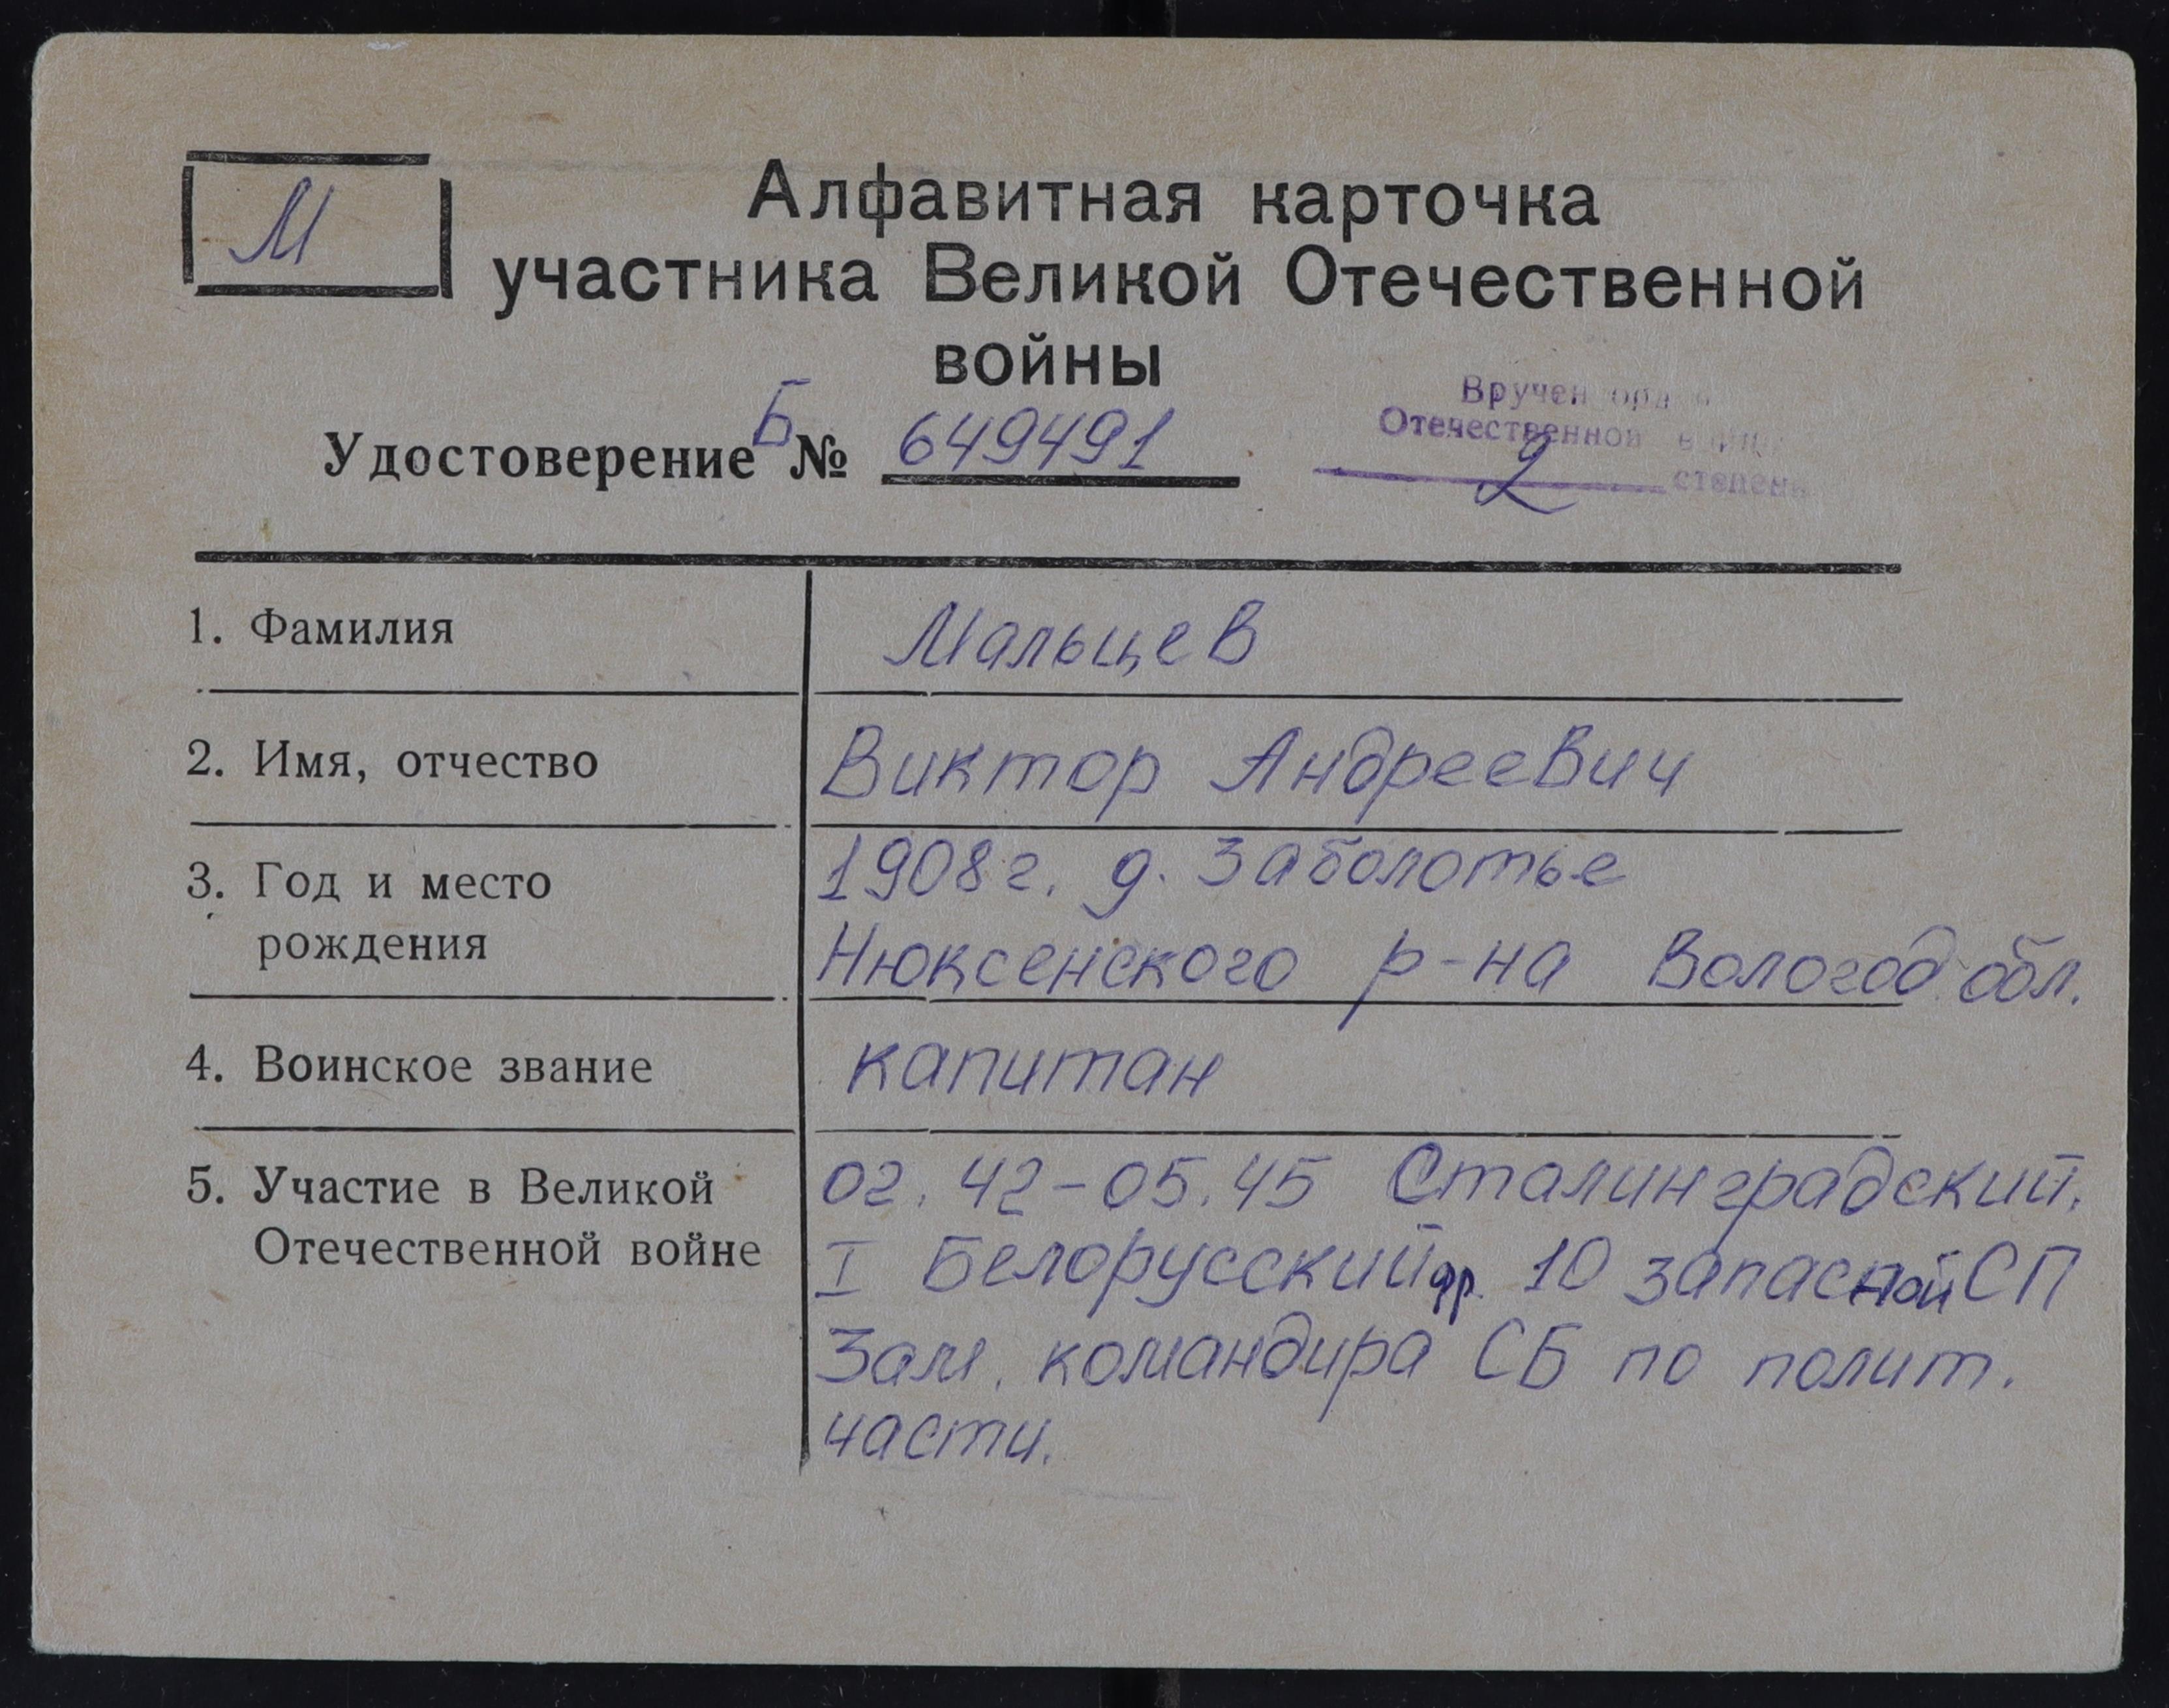 М
Алфавитная карточка
участника Великой Отечественной
войны
Удостоверение Б № 649491
Вручен
Отечественной
2 степени
1. Фамилия Мальцев
2. Имя, отчество Виктор Андреевич
3. Год и место 1908г. д. Заболотье
рождения Нюксенского р-на Вологод обл.
4. Воинское звание капитан
5. Участие в Великой 02.42-05.45 Сталинградский,
Отечественной войне I Белорусский фр. 10 запасной СП
Зам. командира СБ по полит.
части.